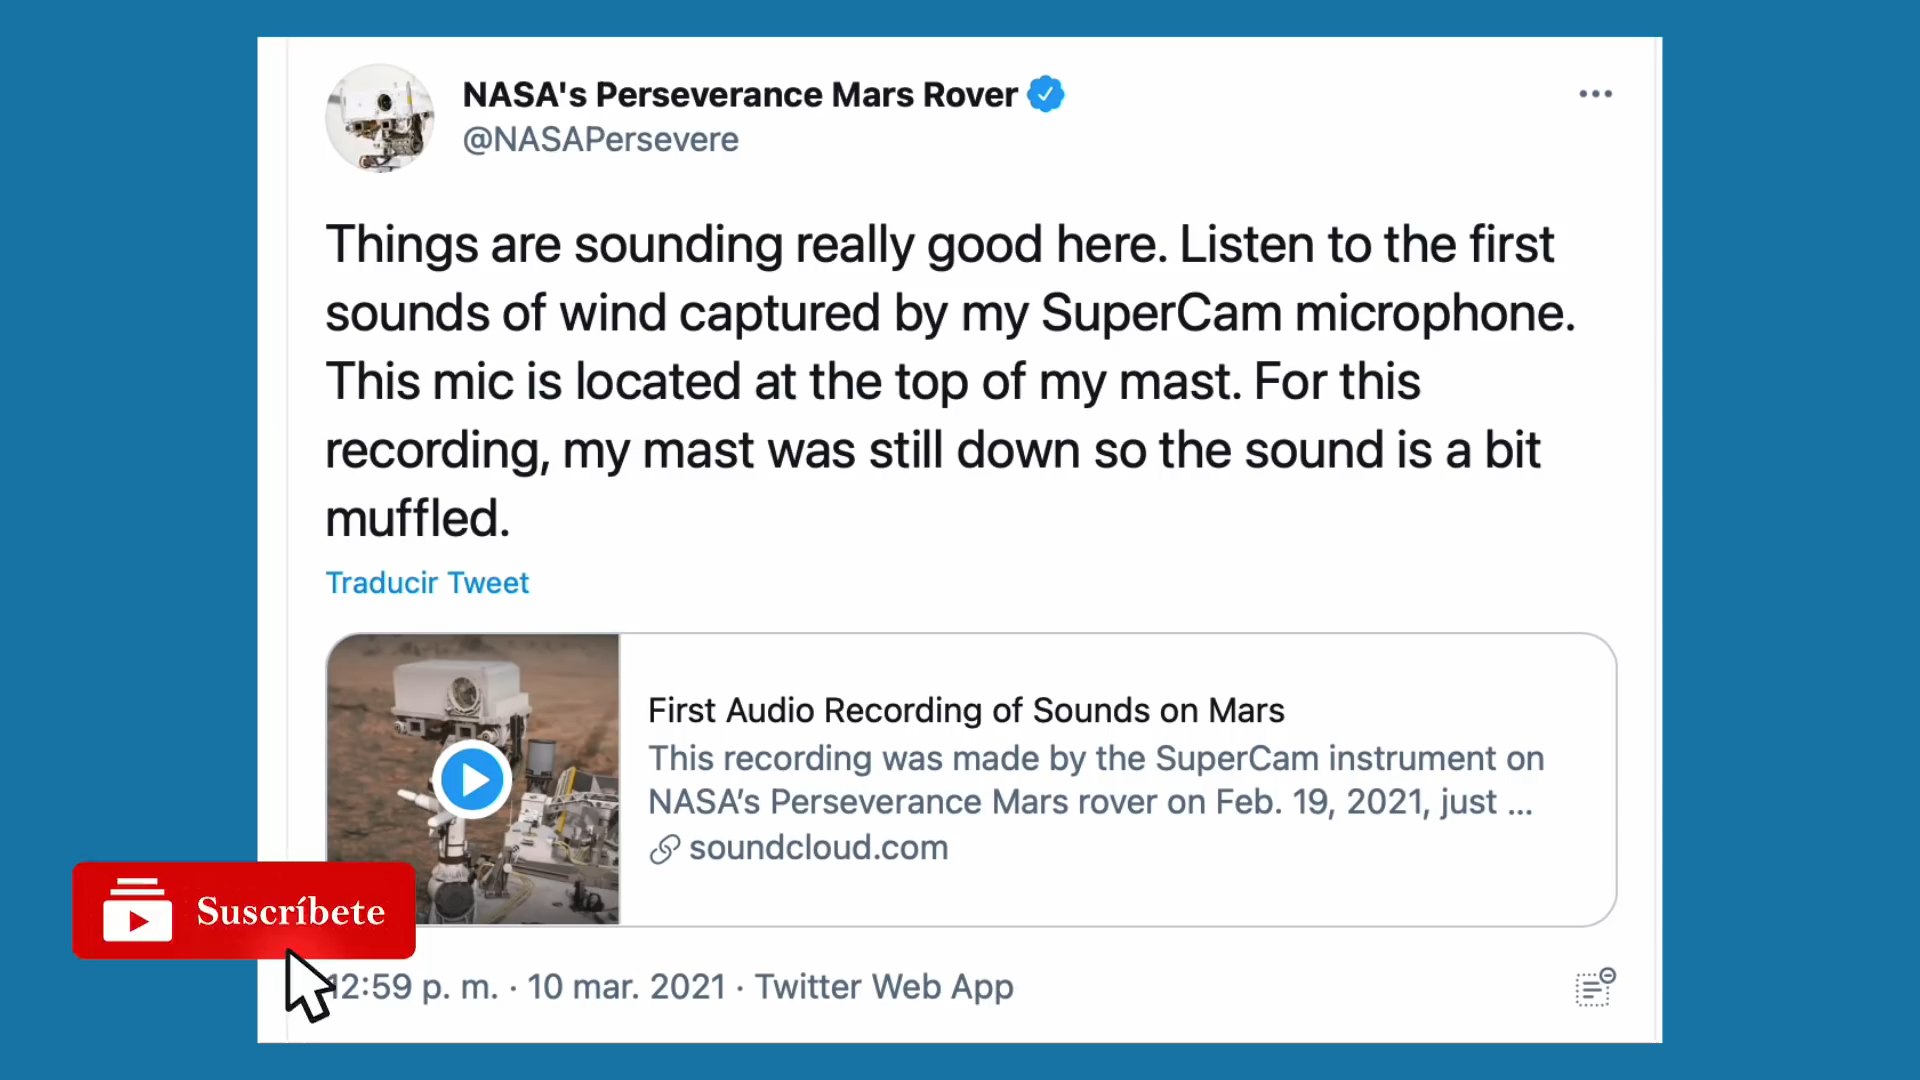 NASA's Perseverance Mars Rover
@NASAPersevere
Things are sounding really good here. Listen to the first
sounds of wind captured by my SuperCam microphone.
This mic is located at the top of my mast. For this
recording, my mast was still down so the sound is a bit
muffled.
Traducir Tweet
First Audio Recording of Sounds on Mars
This recording was made by the SuperCam instrument on
NASA’s Perseverance Mars rover on Feb. 19, 2021, just ...
soundcloud.com
Suscríbete
12:59 p. m. · 10 mar. 2021 · Twitter Web App